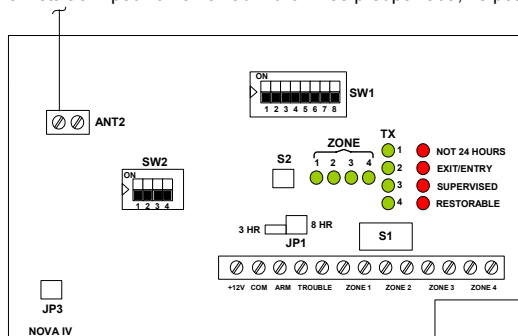 ON
SW1
1 2 3 4 5 6 7 8
ANT2
TX
ZONE
1 NOT 24 HOURS
SW2
S2
1 2 3 4
2 EXIT/ENTRY
ON
3 SUPERVISED
4 RESTORABLE
1 2 3 4
3 HR 8 HR
JP1
S1
+12V COM ARM TROUBLE ZONE 1 ZONE 2 ZONE 3 ZONE 4
JP3
NOVA IV